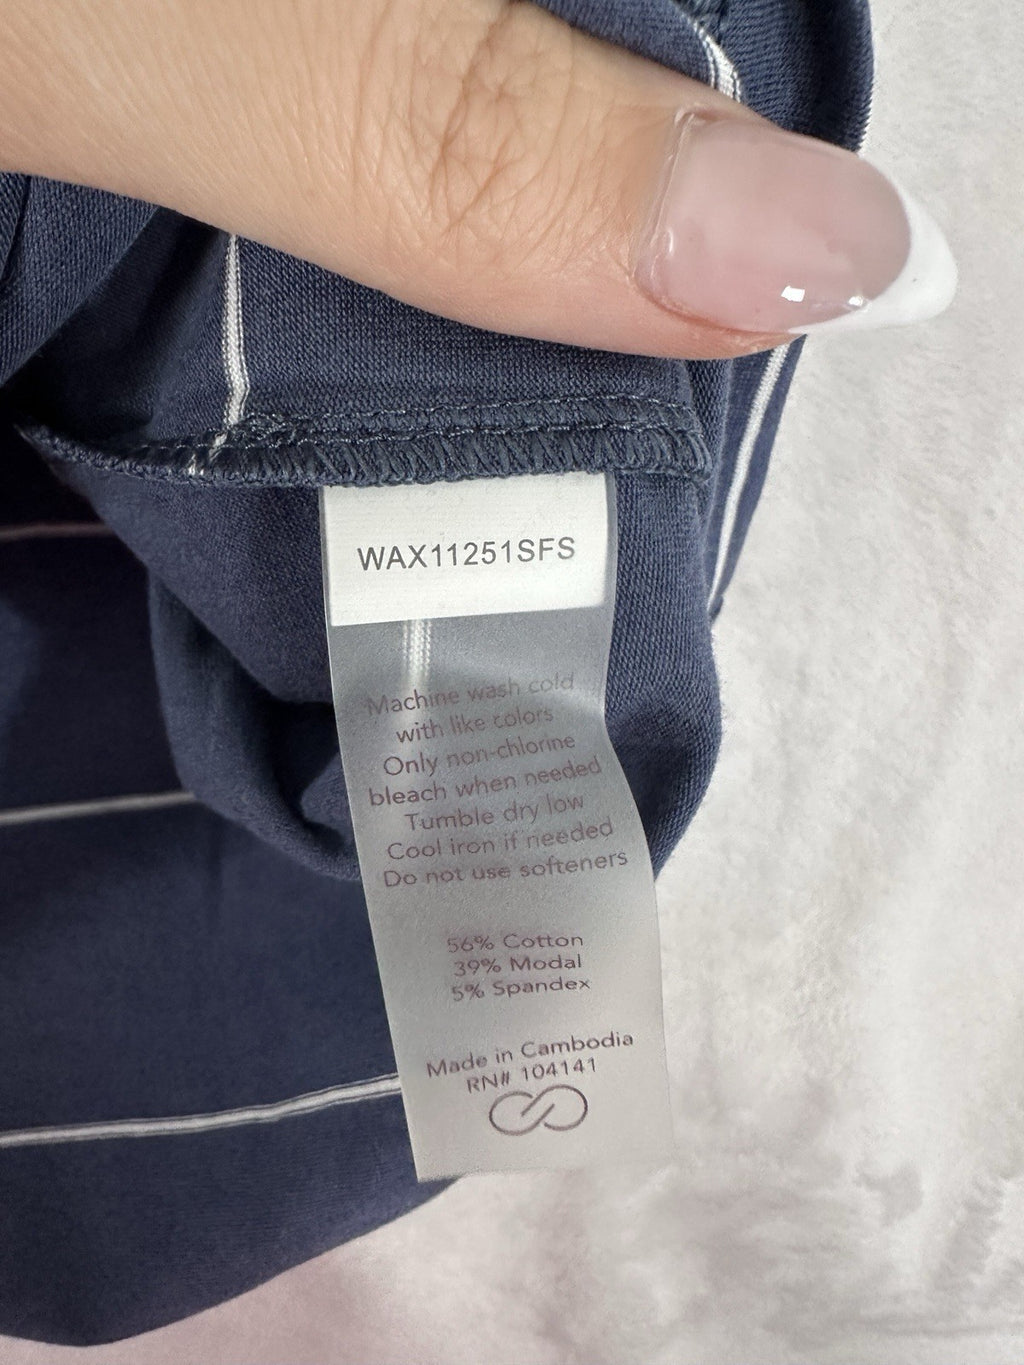 WAX11251SFS
Machine wash cold
with like colors
Only non-chlorine
bleach when needed
Tumble dry low
Cool iron if needed
Do not use softeners
56% Cotton
39% Modal
5% Spandex
Made in Cambodia
RN# 104141